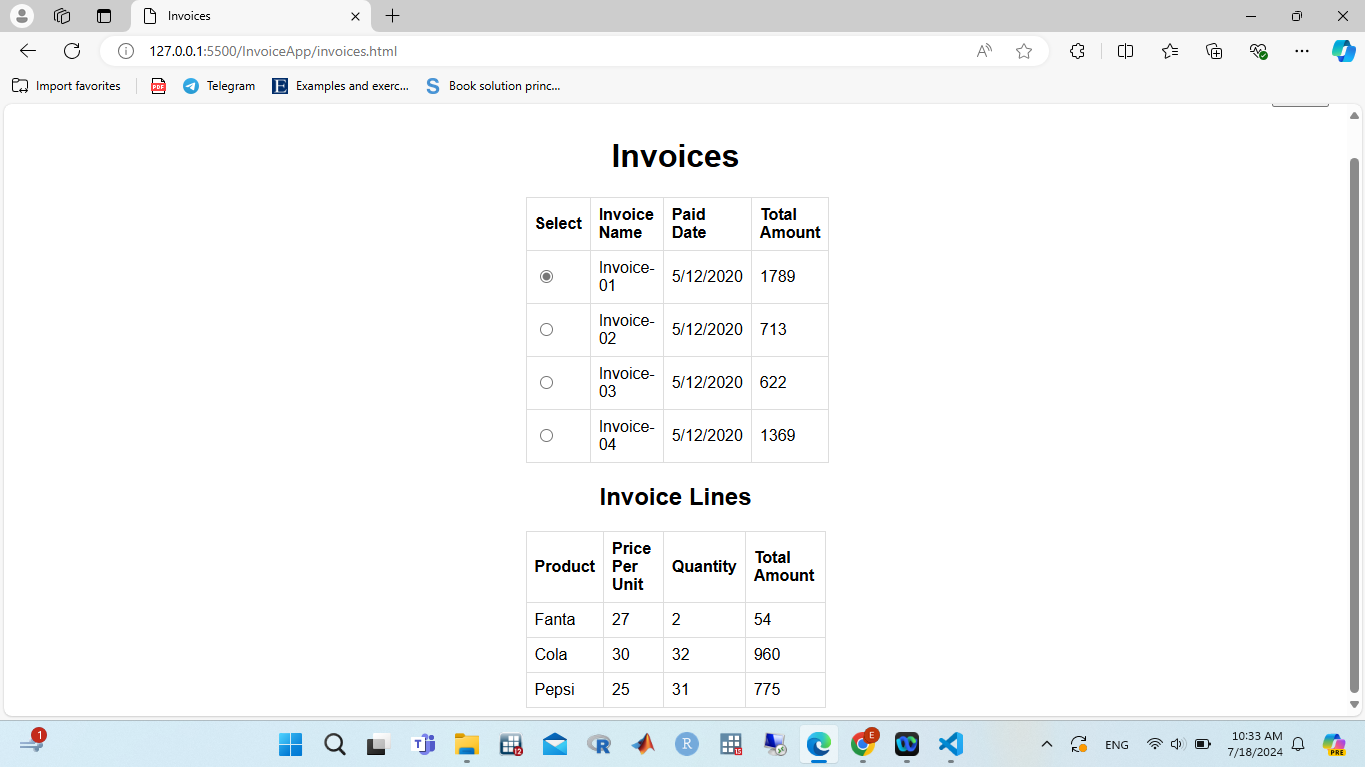 Invoices
127.0.0.1:5500/InvoiceApp/invoices.html
Import favorites
PDF
Telegram
E
Examples and exerc...
S
Book solution princ...
Invoices
Select
Invoice
Name
Paid
Date
Total
Amount
Invoice-
01
5/12/2020
1789
Invoice-
02
5/12/2020
713
Invoice-
03
5/12/2020
622
Invoice-
04
5/12/2020
1369
Invoice Lines
Product
Price
Per
Unit
Quantity
Total
Amount
Fanta
27
2
54
Cola
30
32
960
Pepsi
25
31
775
1
12
R
R
15
E
ENG
10:33 AM
7/18/2024
PRE